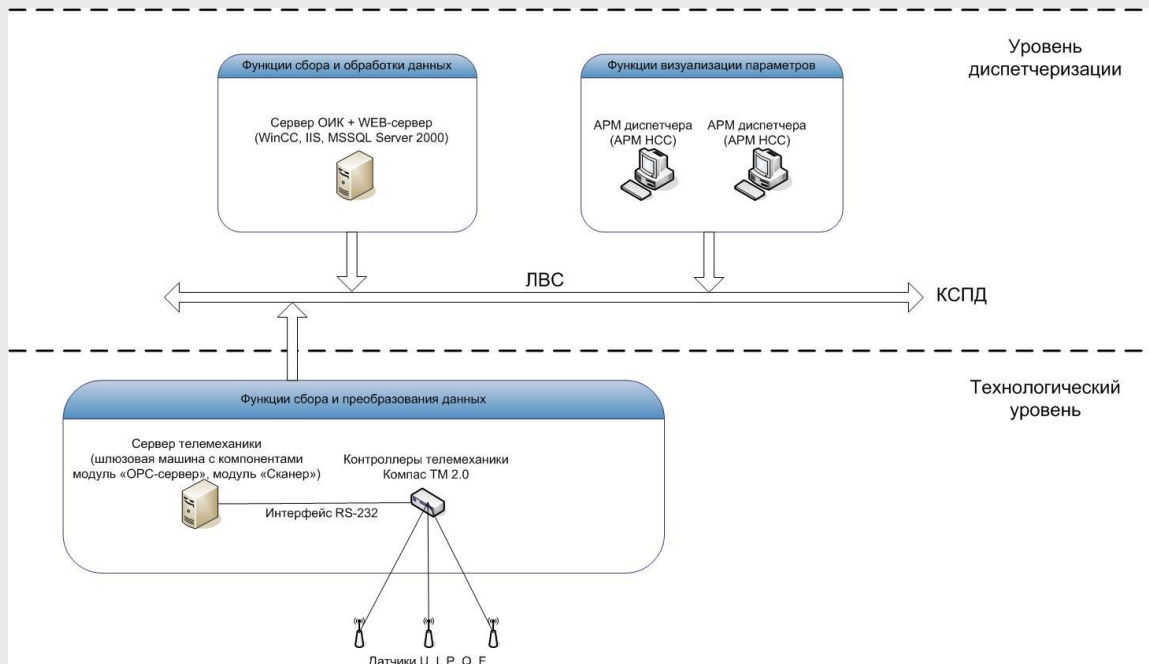 Уровень
диспетчеризации
Функции сбора и обработки данных
Сервер ОИК + WEB-сервер
(WinCC, IIS, MSSQL Server 2000)
Функции визуализации параметров
АРМ диспетчера
(АРМ НСС)
АРМ диспетчера
(АРМ НСС)
ЛВС
КСПД
Технологический
уровень
Функции сбора и преобразования данных
Сервер телемеханики
(шлюзовая машина с компонентами
модуль «OPC-сервер», модуль «Сканер»)
Контроллеры телемеханики
Компас ТМ 2.0
Интерфейс RS-232
Датчики U, I, P, Q, F